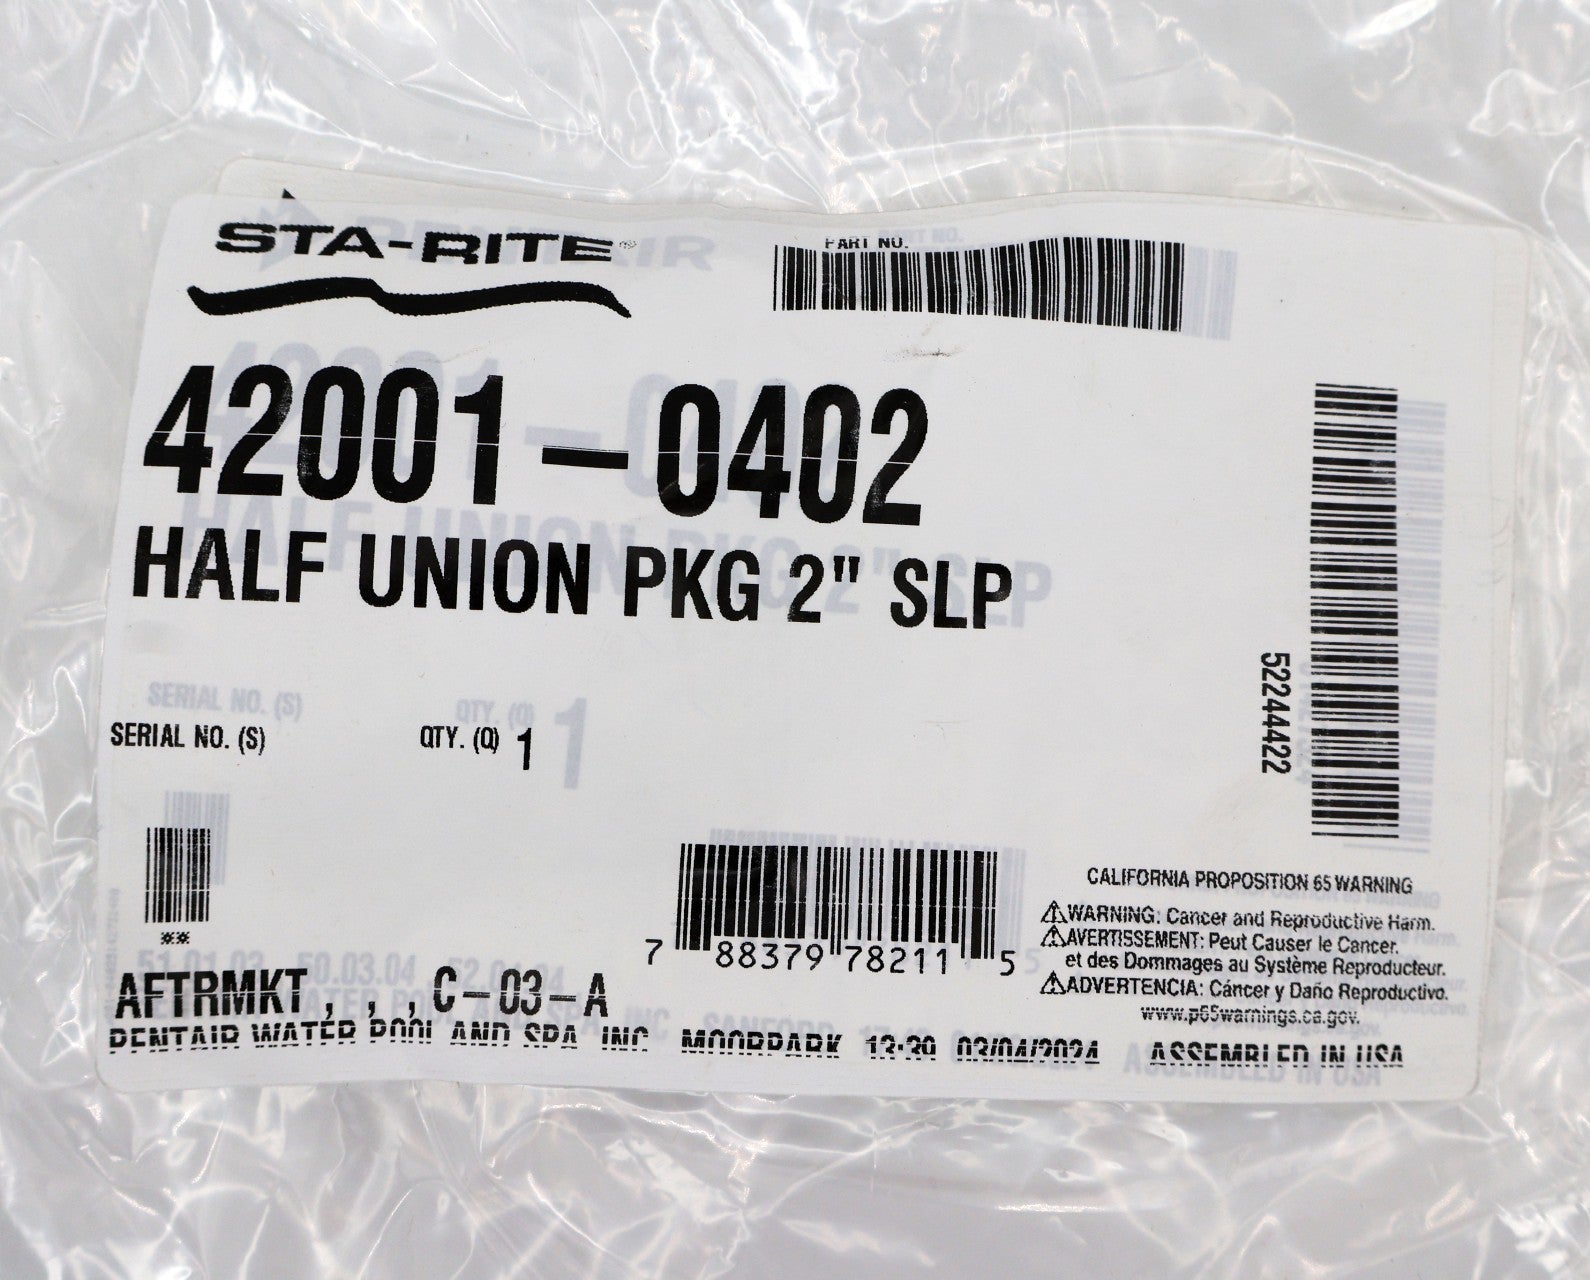 STA-RITE®
PART NO.
42001-0402
HALF UNION PKG 2" SLP
52244422
SERIAL NO. (S)
QTY. (Q) 1
**
7 88379 78211 5
CALIFORNIA PROPOSITION 65 WARNING
⚠WARNING: Cancer and Reproductive Harm.
⚠AVERTISSEMENT: Peut Causer le Cancer.
et des Dommages au Système Reproducteur.
⚠ADVERTENCIA: Cáncer y Daño Reproductivo.
www.p65warnings.ca.gov.
AFTRMKT, , , C-03-A
PENTAIR WATER POOL AND SPA, INC. MOORPARK 13:39 03/04/2024 ASSEMBLED IN USA